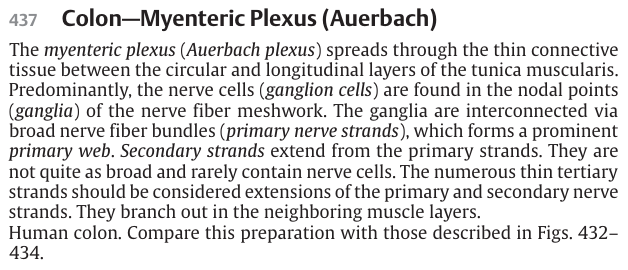 437 Colon—Myenteric Plexus (Auerbach)
The myenteric plexus (Auerbach plexus) spreads through the thin connective
tissue between the circular and longitudinal layers of the tunica muscularis.
Predominantly, the nerve cells (ganglion cells) are found in the nodal points
(ganglia) of the nerve fiber meshwork. The ganglia are interconnected via
broad nerve fiber bundles (primary nerve strands), which forms a prominent
primary web. Secondary strands extend from the primary strands. They are
not quite as broad and rarely contain nerve cells. The numerous thin tertiary
strands should be considered extensions of the primary and secondary nerve
strands. They branch out in the neighboring muscle layers.
Human colon. Compare this preparation with those described in Figs. 432–
434.